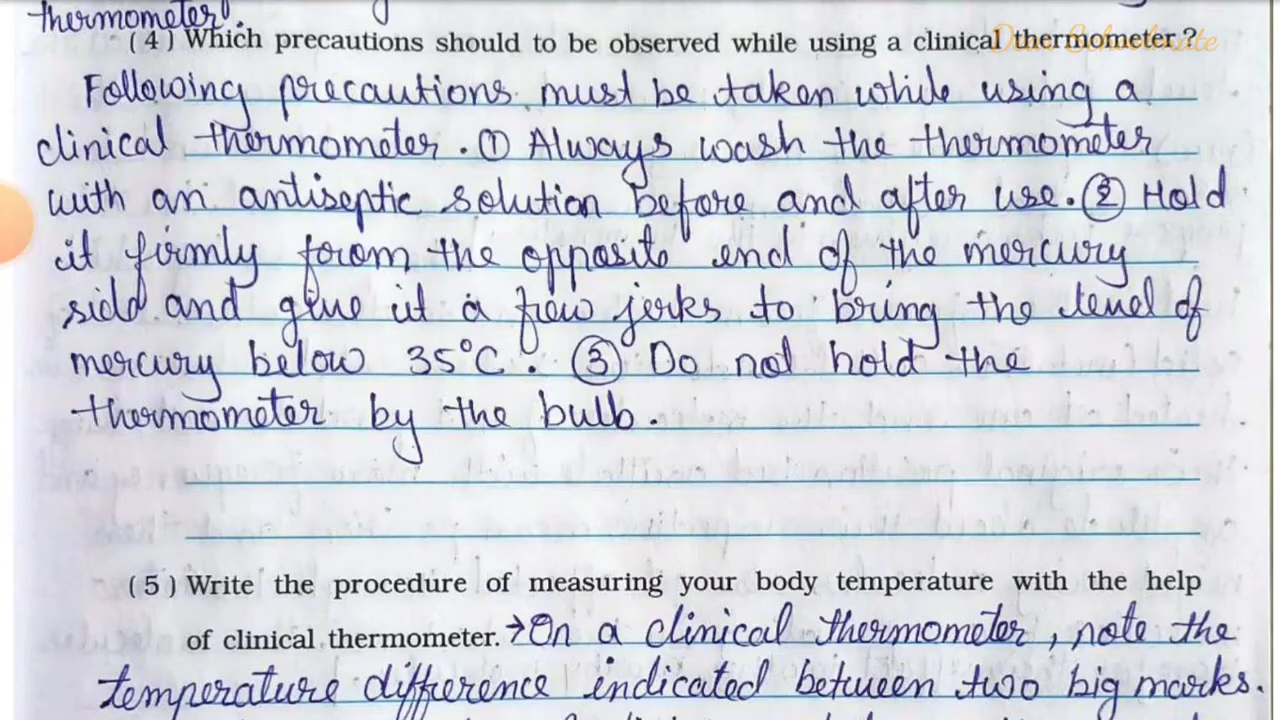 thermometer.
(4) Which precautions should to be observed while using a clinical thermometer?
Dear Schoolmate
Following precautions must be taken while using a
clinical thermometer. ① Always wash the thermometer
with an antiseptic solution before and after use. ② Hold
it firmly from the opposite end of the mercury
side and give it a few jerks to bring the level of
mercury below 35°C. ③ Do not hold the
thermometer by the bulb.
(5) Write the procedure of measuring your body temperature with the help
of clinical thermometer. → On a clinical thermometer, note the
temperature difference indicated between two big marks.